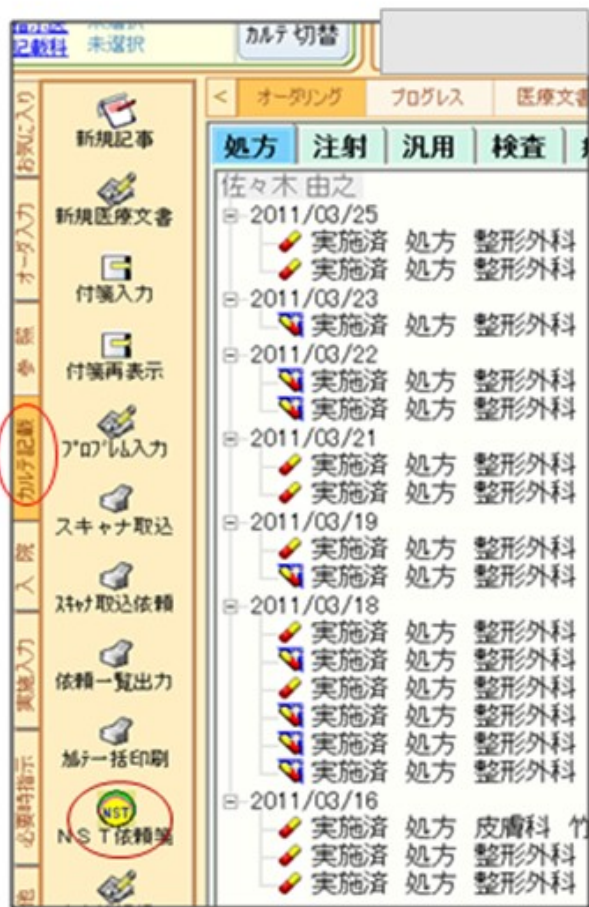 記載科 未選択
カルテ切替
お気に入り
オーダ入力
参照
カルテ記載
入院
実施入力
必要時指示
新規記事
新規医療文書
付箋入力
付箋再表示
プロブレム入力
スキャナ取込
スキャナ取込依頼
依頼一覧出力
カルテ一括印刷
NST
NST依頼箋
< オーダリング プログレス 医療文書
処方 注射 汎用 検査
佐々木 由之
2011/03/25
実施済 処方 整形外科
実施済 処方 整形外科
2011/03/23
実施済 処方 整形外科
2011/03/22
実施済 処方 整形外科
実施済 処方 整形外科
2011/03/21
実施済 処方 整形外科
実施済 処方 整形外科
2011/03/19
実施済 処方 整形外科
実施済 処方 整形外科
2011/03/18
実施済 処方 整形外科
実施済 処方 整形外科
実施済 処方 整形外科
実施済 処方 整形外科
実施済 処方 整形外科
実施済 処方 整形外科
2011/03/16
実施済 処方 皮膚科 竹
実施済 処方 整形外科
実施済 処方 整形外科